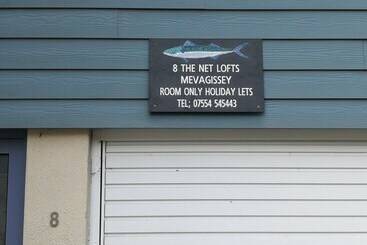 8 THE NET LOFTS
MEVAGISSEY
ROOM ONLY HOLIDAY LETS
TEL; 07554 545443
8